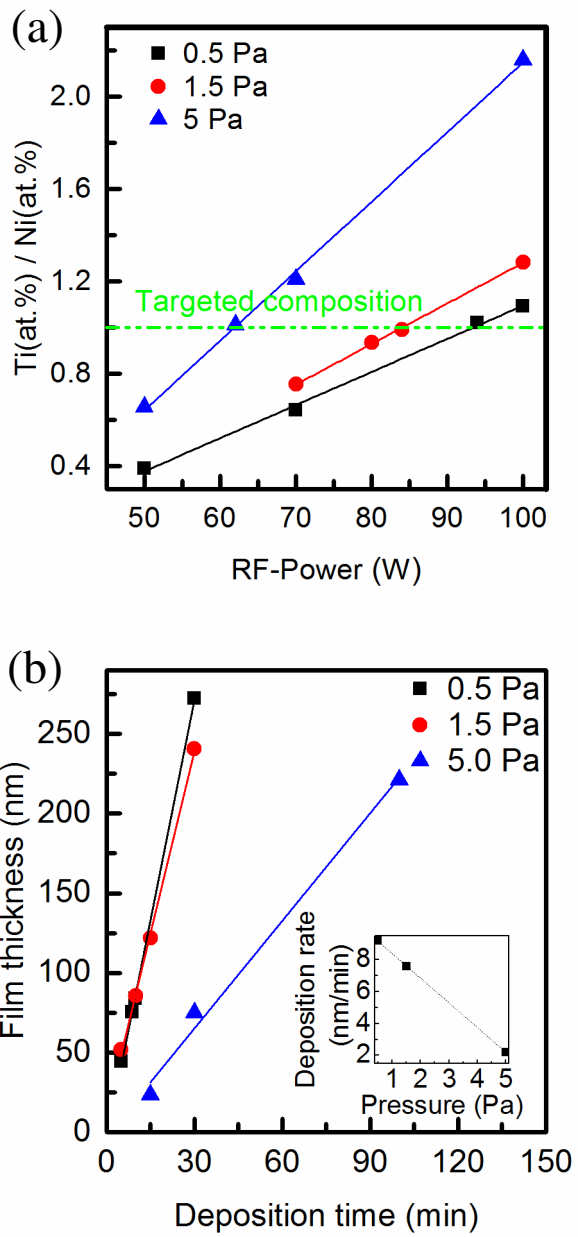 (a)
0.5 Pa
1.5 Pa
5 Pa
2.0
1.6
1.2
0.8
0.4
Ti(at.%) / Ni(at.%)
Targeted composition
50 60 70 80 90 100
RF-Power (W)
(b)
0.5 Pa
1.5 Pa
5.0 Pa
250
200
150
100
50
0
Film thickness (nm)
Deposition rate
(nm/min)
8
6
4
2
1 2 3 4 5
Pressure (Pa)
0 30 60 90 120 150
Deposition time (min)